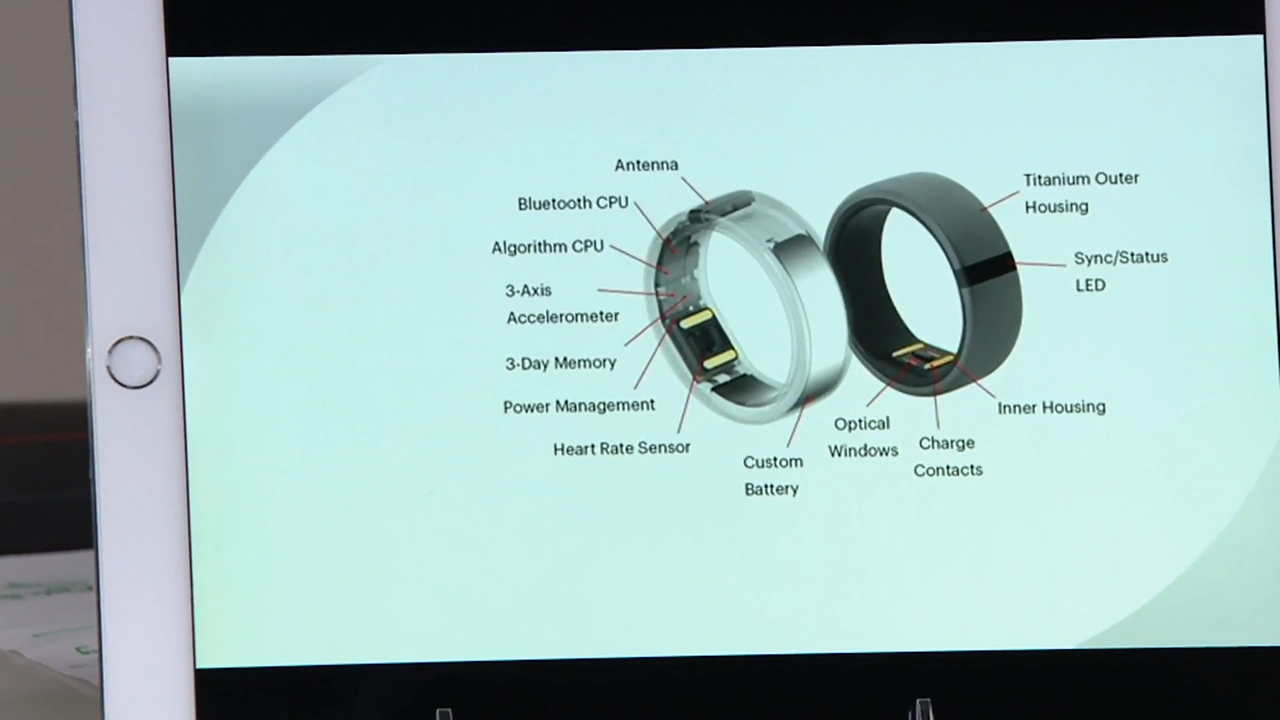 Antenna
Bluetooth CPU
Algorithm CPU
3-Axis
Accelerometer
3-Day Memory
Power Management
Heart Rate Sensor
Custom
Battery
Titanium Outer
Housing
Sync/Status
LED
Optical
Windows
Charge
Contacts
Inner Housing